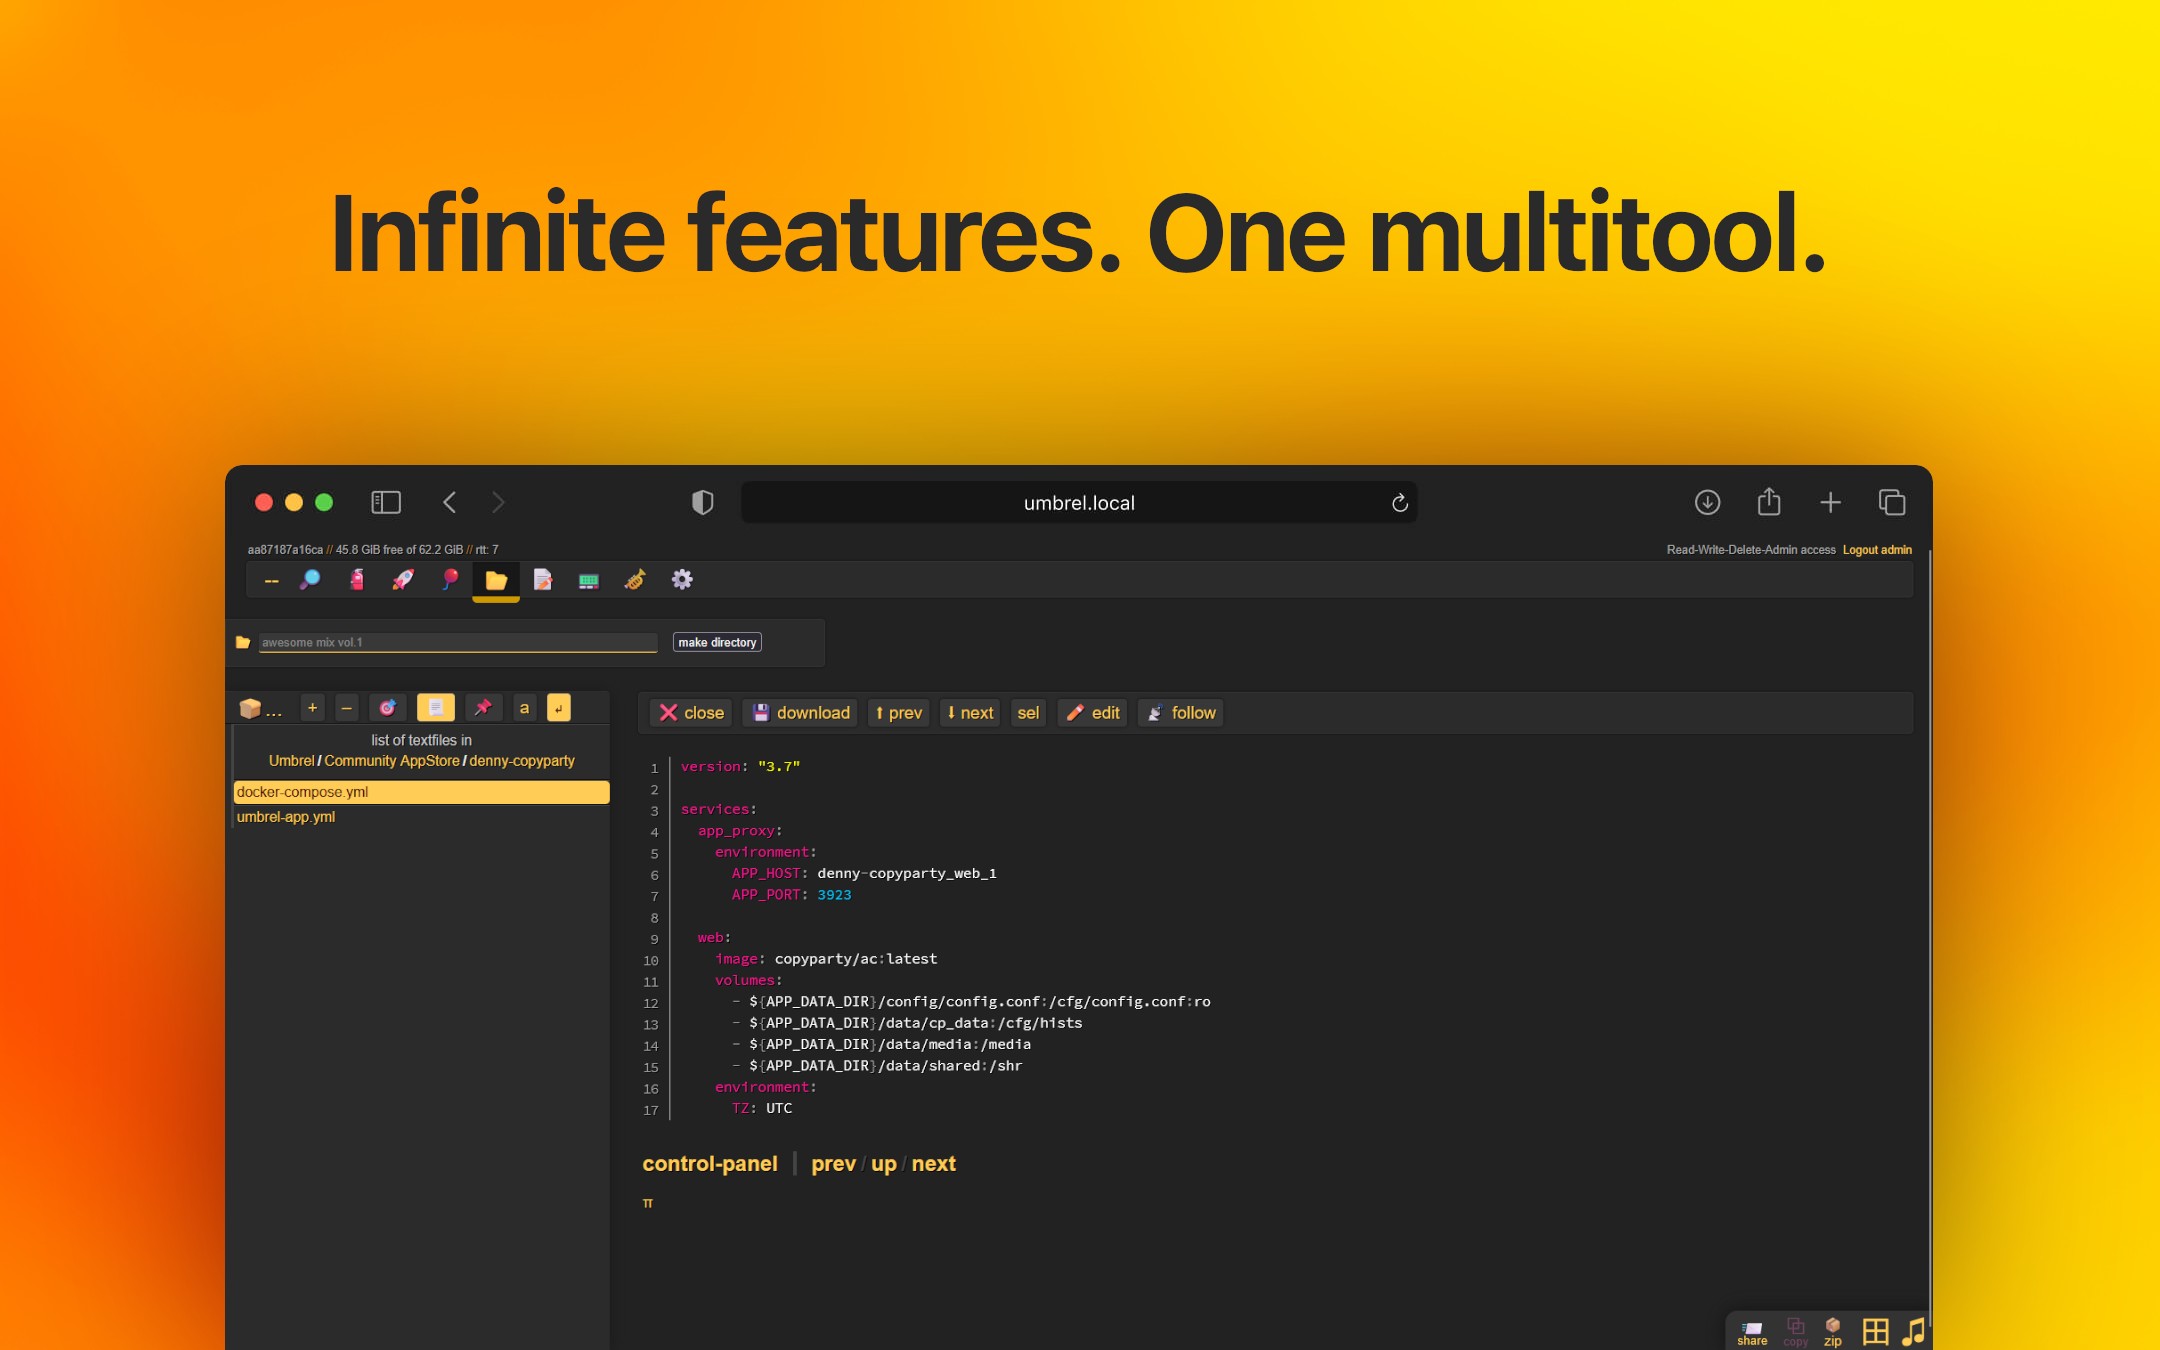 Infinite features. One multitool.
umbrel.local
aa87187a16ca // 45.8 GiB free of 62.2 GiB // rtt: 7
Read-Write-Delete-Admin access Logout admin
--
awesome mix vol.1
make directory
... + – a ↲
❌ close download ⬆ prev ⬇ next sel edit follow
list of textfiles in
Umbrel/Community AppStore/denny-copyparty
docker-compose.yml
umbrel-app.yml
1 version: "3.7"
2
3 services:
4   app_proxy:
5     environment:
6       APP_HOST: denny-copyparty_web_1
7       APP_PORT: 3923
8
9   web:
10     image: copyparty/ac:latest
11     volumes:
12       - ${APP_DATA_DIR}/config/config.conf:/cfg/config.conf:ro
13       - ${APP_DATA_DIR}/data/cp_data:/cfg/hists
14       - ${APP_DATA_DIR}/data/media:/media
15       - ${APP_DATA_DIR}/data/shared:/shr
16     environment:
17       TZ: UTC
control-panel | prev / up / next
π
share copy zip 田